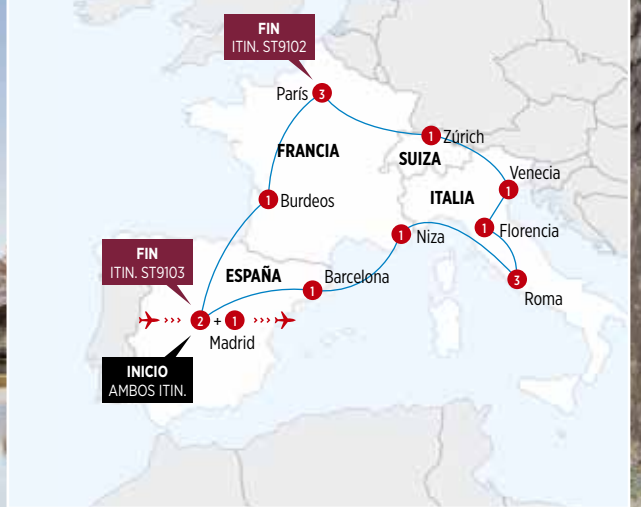 FIN
ITIN. ST9102
París
3
1
Zúrich
FRANCIA
SUIZA
Venecia
1
ITALIA
1
Burdeos
1
Florencia
1
Niza
FIN
ITIN. ST9103
ESPAÑA
Barcelona
1
3
Roma
2 + 1
Madrid
INICIO
AMBOS ITIN.